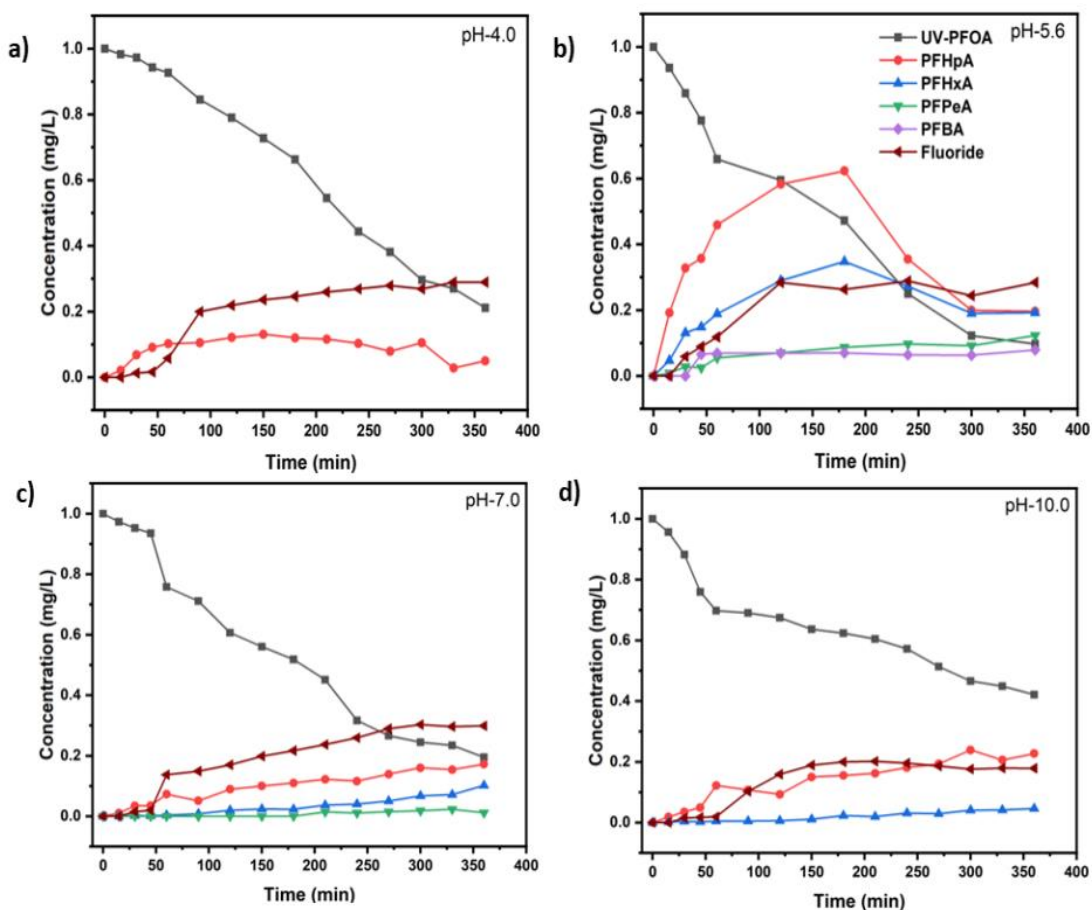 a)
pH-4.0
Concentration (mg/L)
1.0
0.8
0.6
0.4
0.2
0.0
0 50 100 150 200 250 300 350 400
Time (min)
b)
pH-5.6
UV-PFOA
PFHpA
PFHxA
PFPeA
PFBA
Fluoride
Concentration (mg/L)
1.0
0.8
0.6
0.4
0.2
0.0
0 50 100 150 200 250 300 350 400
Time (min)
c)
pH-7.0
Concentration (mg/L)
1.0
0.8
0.6
0.4
0.2
0.0
0 50 100 150 200 250 300 350 400
Time (min)
d)
pH-10.0
Concentration (mg/L)
1.0
0.8
0.6
0.4
0.2
0.0
0 50 100 150 200 250 300 350 400
Time (min)